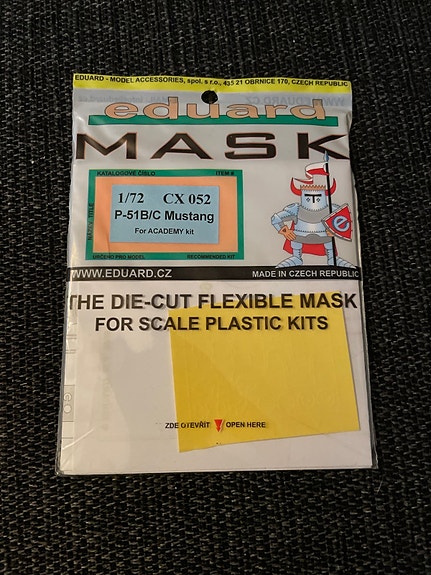 EDUARD - MODEL ACCESSORIES, spol. s r.o., 435 21 OBRNICE 170, CZECH REPUBLIC
eduard
MASK
KATALOGOVÉ ČÍSLO ITEM #
1/72 CX 052
P-51B/C Mustang
For ACADEMY kit
URČENO PRO MODEL RECOMMENDED KIT
e
WWW.EDUARD.CZ MADE IN CZECH REPUBLIC
THE DIE-CUT FLEXIBLE MASK
FOR SCALE PLASTIC KITS
ZDE OTEVŘÍT OPEN HERE